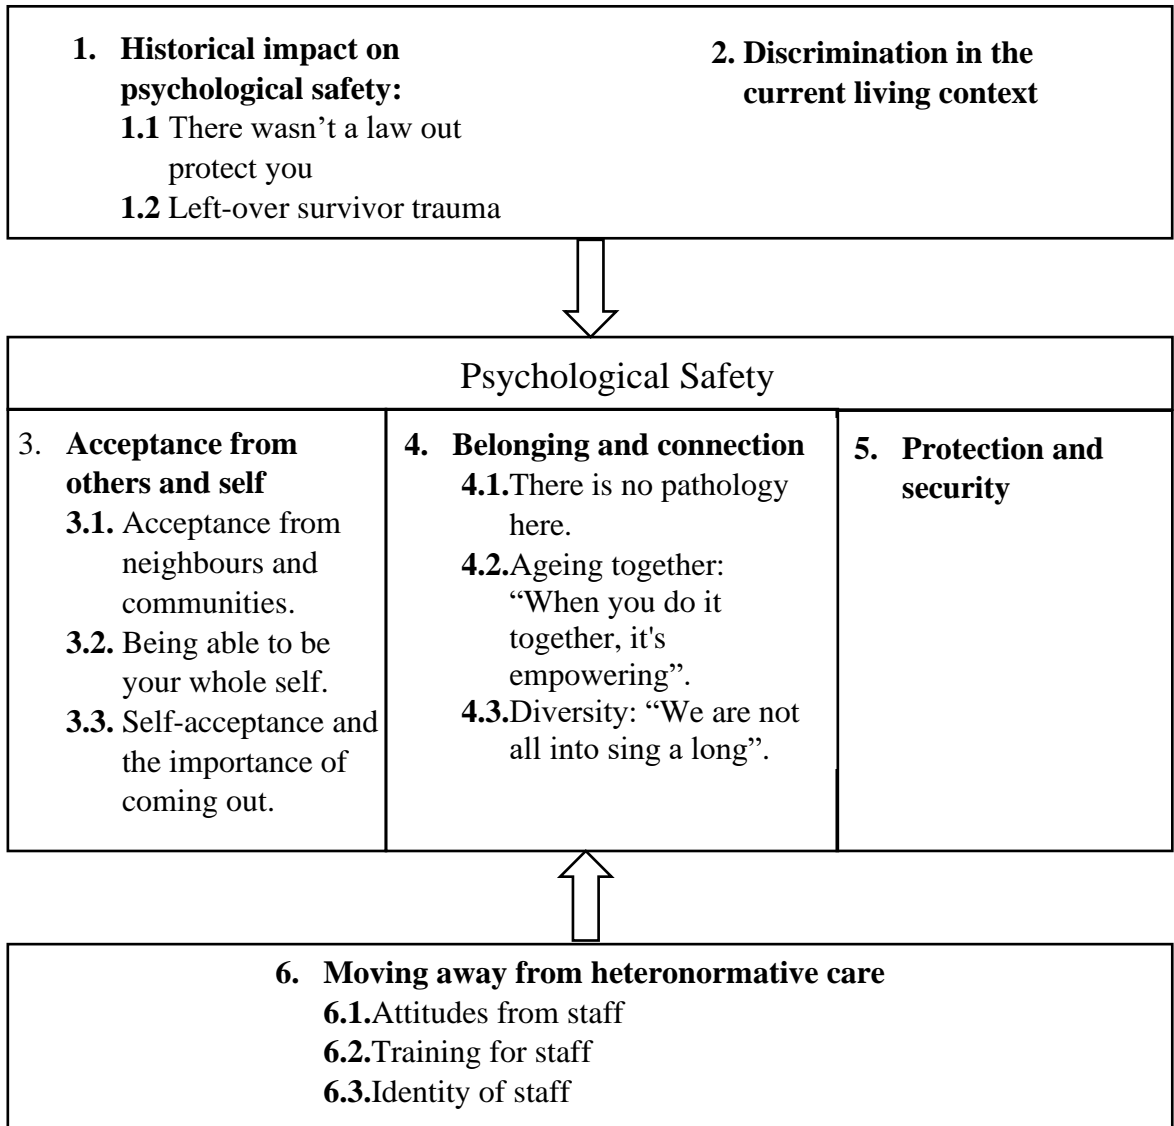 1. Historical impact on
psychological safety:
1.1 There wasn’t a law out
protect you
1.2 Left-over survivor trauma
2. Discrimination in the
current living context
Psychological Safety
3. Acceptance from
others and self
3.1. Acceptance from
neighbours and
communities.
3.2. Being able to be
your whole self.
3.3. Self-acceptance and
the importance of
coming out.
4. Belonging and connection
4.1.There is no pathology
here.
4.2.Ageing together:
“When you do it
together, it's
empowering”.
4.3.Diversity: “We are not
all into sing a long”.
5. Protection and
security
6. Moving away from heteronormative care
6.1.Attitudes from staff
6.2.Training for staff
6.3.Identity of staff